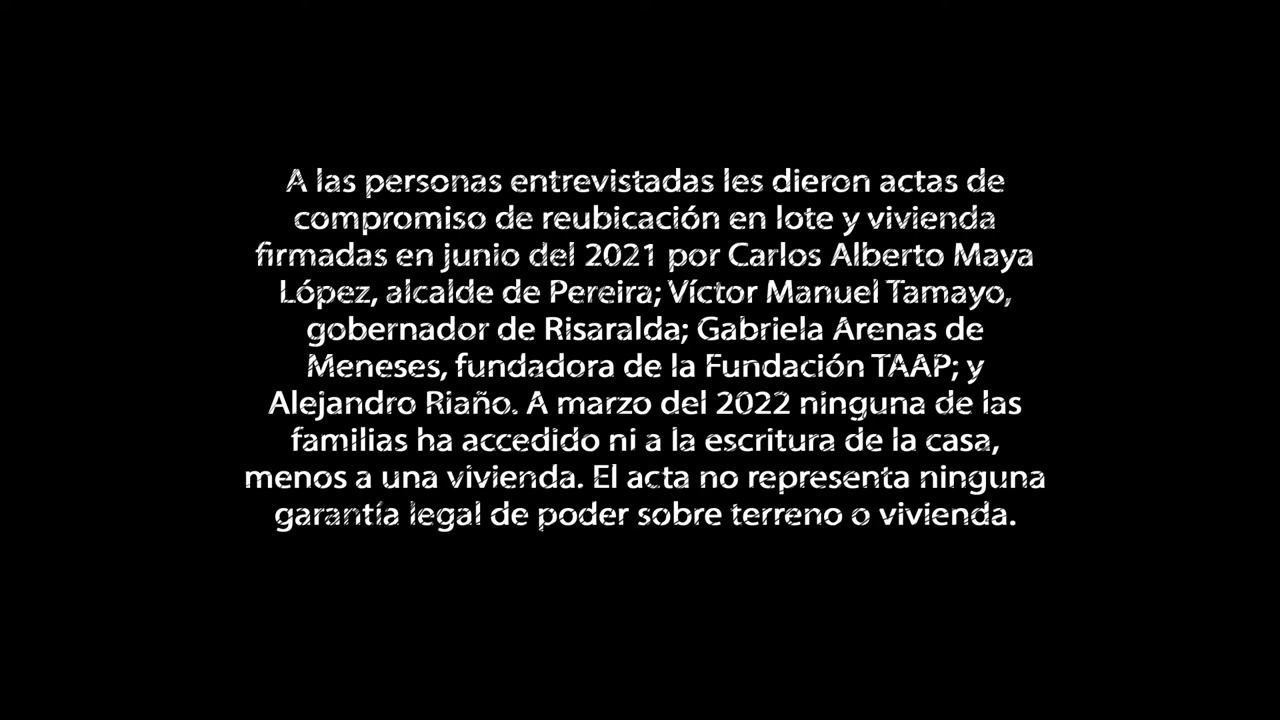 A las personas entrevistadas les dieron actas de
compromiso de reubicación en lote y vivienda
firmadas en junio del 2021 por Carlos Alberto Maya
López, alcalde de Pereira; Víctor Manuel Tamayo,
gobernador de Risaralda; Gabriela Arenas de
Meneses, fundadora de la Fundación TAAP; y
Alejandro Riaño. A marzo del 2022 ninguna de las
familias ha accedido ni a la escritura de la casa,
menos a una vivienda. El acta no representa ninguna
garantía legal de poder sobre terreno o vivienda.